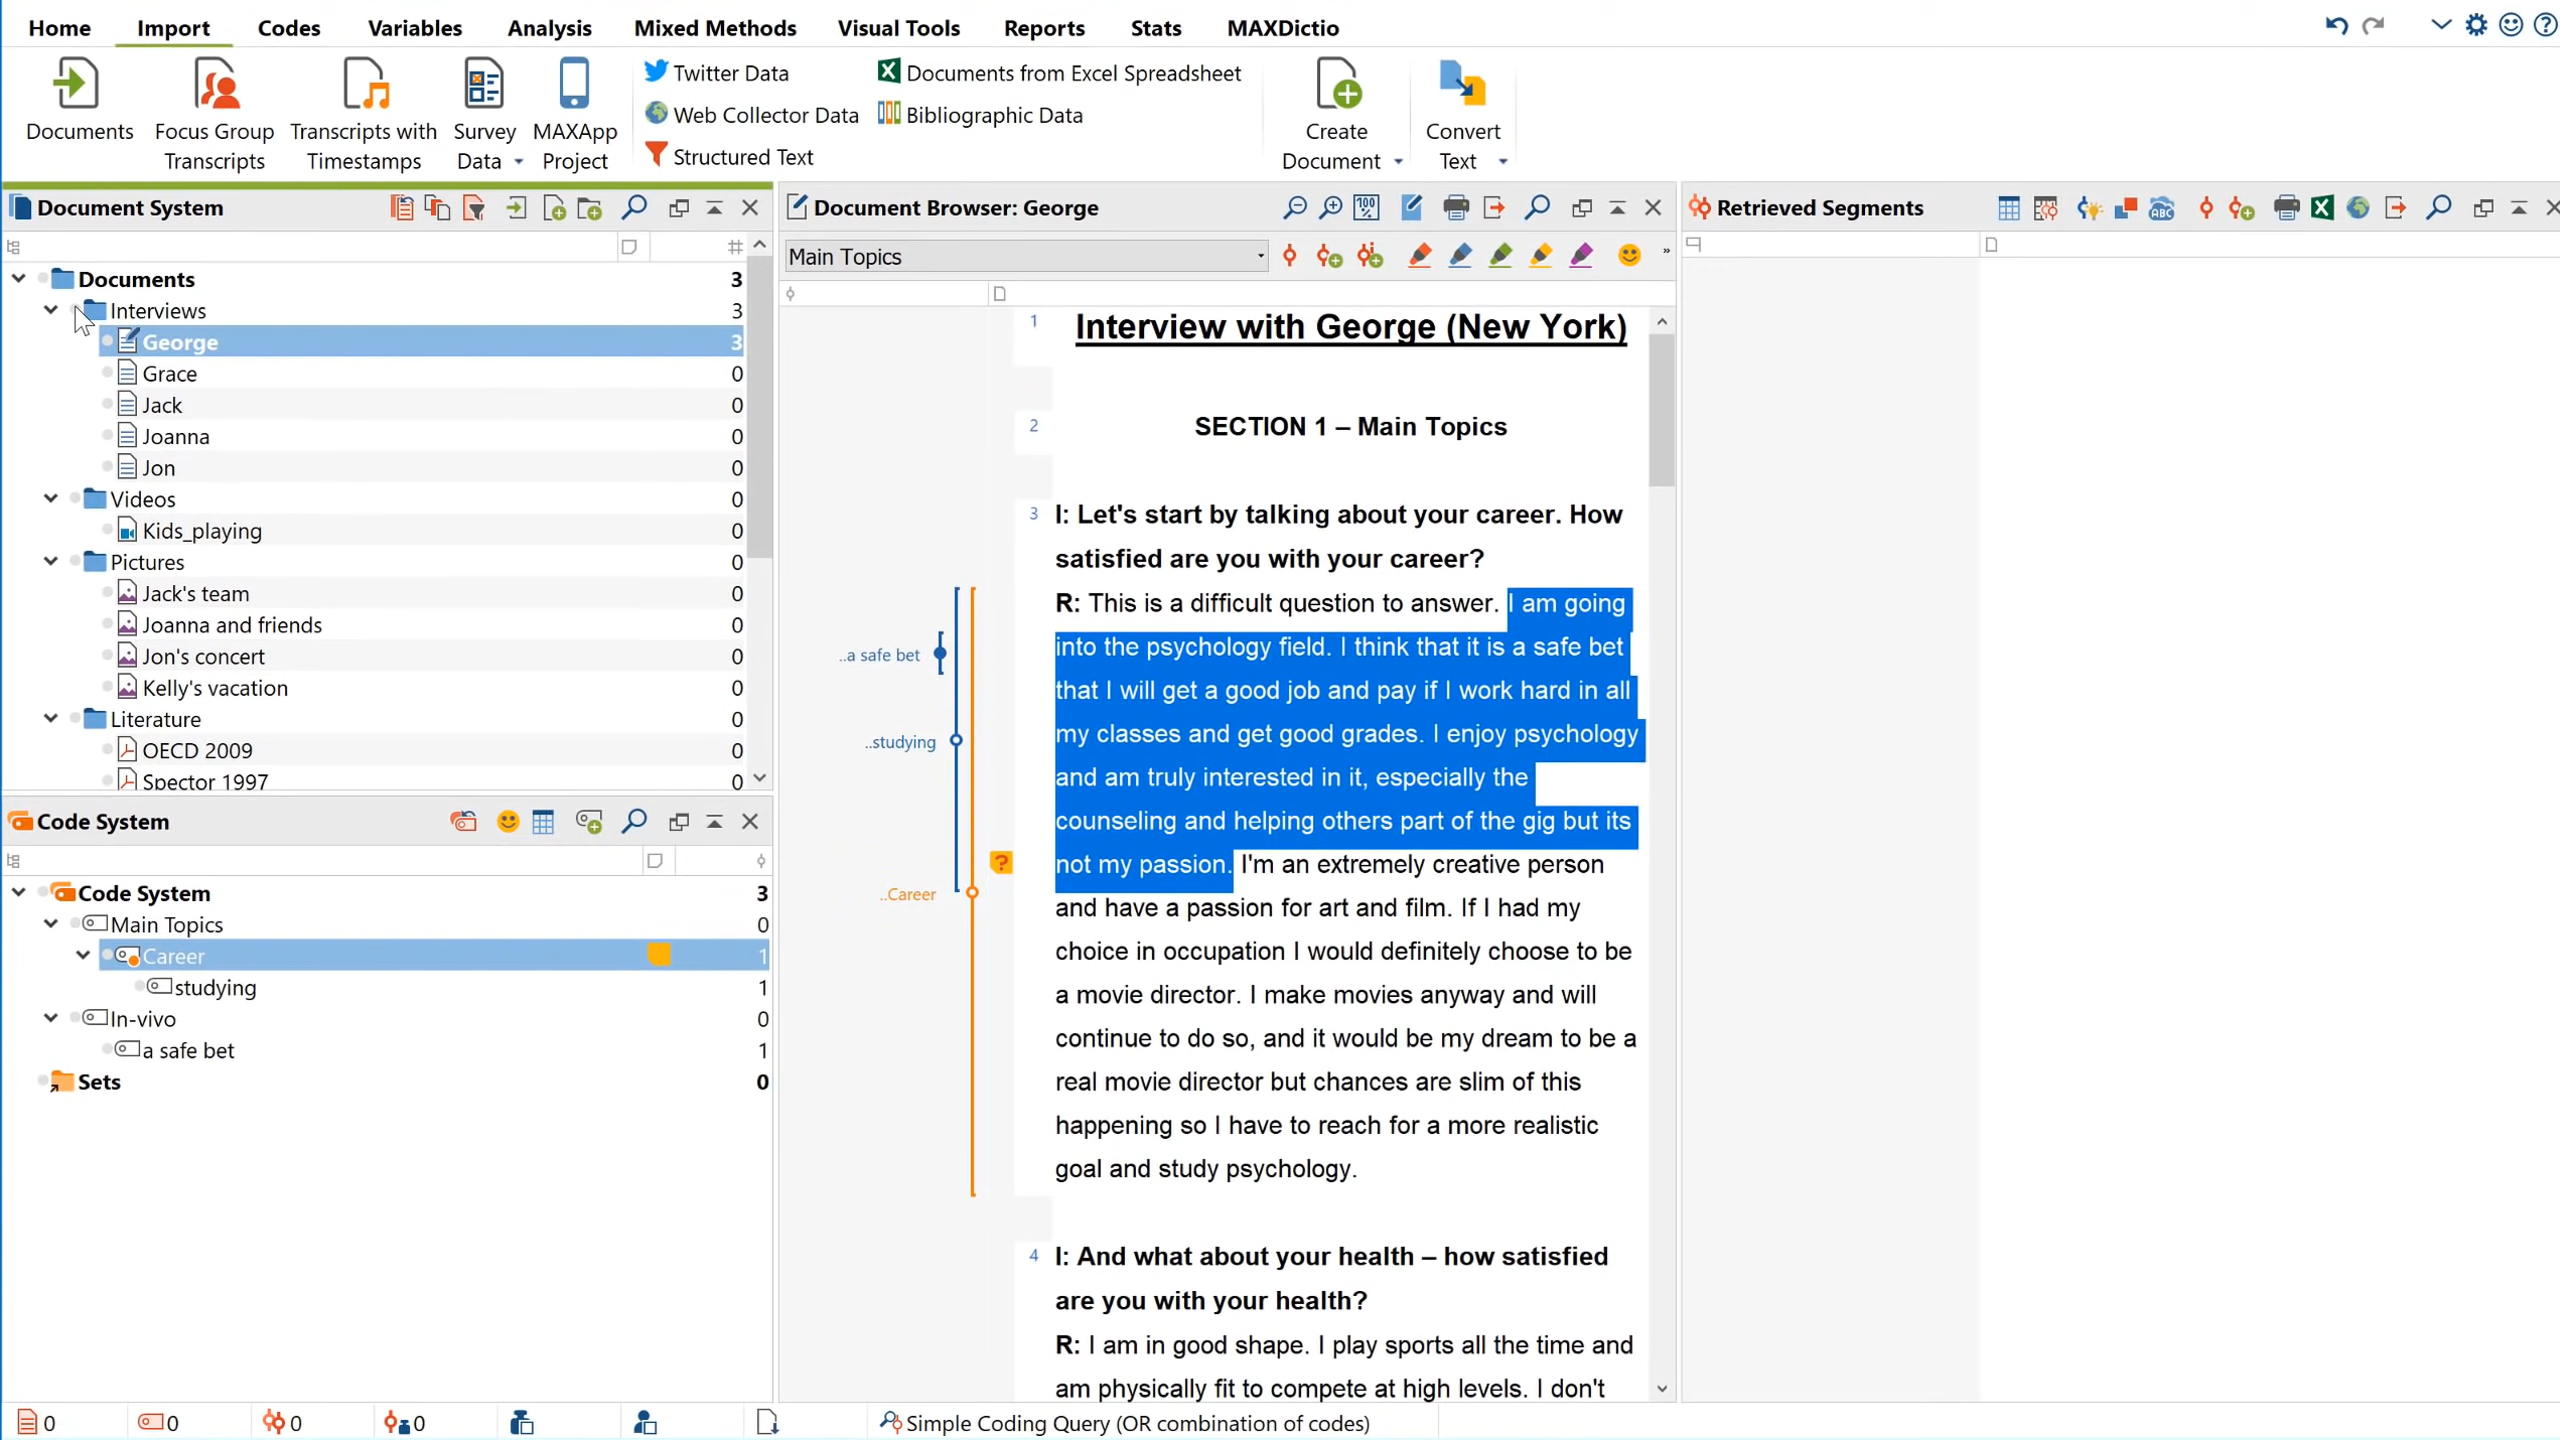 Home Import Codes Variables Analysis Mixed Methods Visual Tools Reports Stats MAXDictio
Documents
Focus Group
Transcripts
Transcripts with
Timestamps
Survey
Data
MAXApp
Project
Twitter Data
Web Collector Data
Structured Text
Documents from Excel Spreadsheet
Bibliographic Data
Create
Document
Convert
Text
Document System
Documents 3
Interviews 3
George 3
Grace 0
Jack 0
Joanna 0
Jon 0
Videos 0
Kids_playing 0
Pictures 0
Jack's team 0
Joanna and friends 0
Jon's concert 0
Kelly's vacation 0
Literature 0
OECD 2009 0
Spector 1997 0
Code System
Code System 3
Main Topics 0
Career 1
studying 1
In-vivo 0
a safe bet 1
Sets 0
Document Browser: George
100
%
Main Topics
..a safe bet
..studying
..Career
?
1 Interview with George (New York)
2 SECTION 1 – Main Topics
3 I: Let's start by talking about your career. How
satisfied are you with your career?
R: This is a difficult question to answer. I am going
into the psychology field. I think that it is a safe bet
that I will get a good job and pay if I work hard in all
my classes and get good grades. I enjoy psychology
and am truly interested in it, especially the
counseling and helping others part of the gig but its
not my passion. I'm an extremely creative person
and have a passion for art and film. If I had my
choice in occupation I would definitely choose to be
a movie director. I make movies anyway and will
continue to do so, and it would be my dream to be a
real movie director but chances are slim of this
happening so I have to reach for a more realistic
goal and study psychology.
4 I: And what about your health – how satisfied
are you with your health?
R: I am in good shape. I play sports all the time and
am physically fit to compete at high levels. I don't
Retrieved Segments
ABC
0 0 0 0
Simple Coding Query (OR combination of codes)